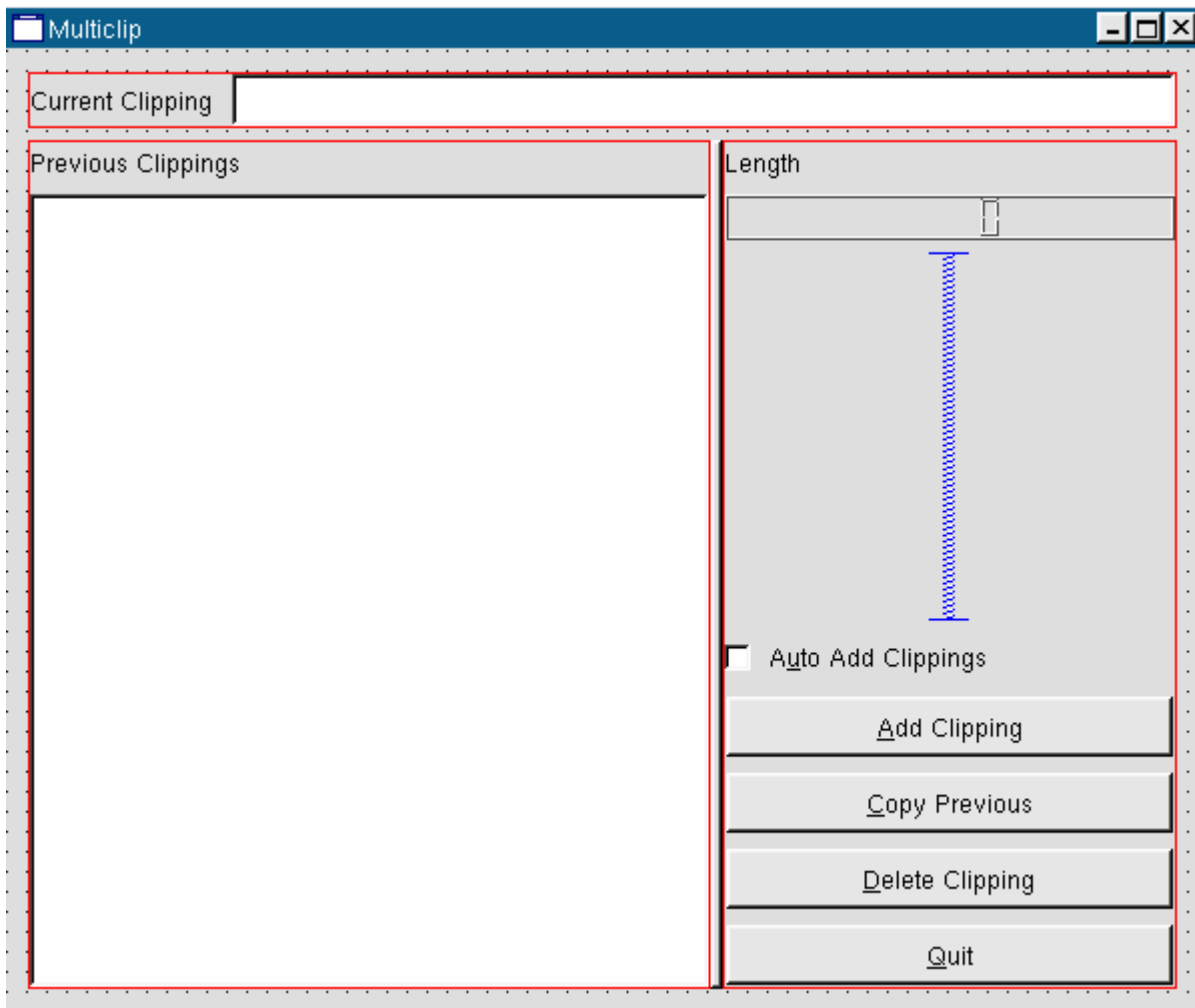 Multiclip
Current Clipping
Previous Clippings
Length
Auto Add Clippings
Add Clipping
Copy Previous
Delete Clipping
Quit